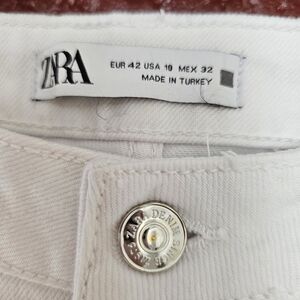 ZARA
EUR 42 USA 10 MEX 32
MADE IN TURKEY
ZARA DENIM